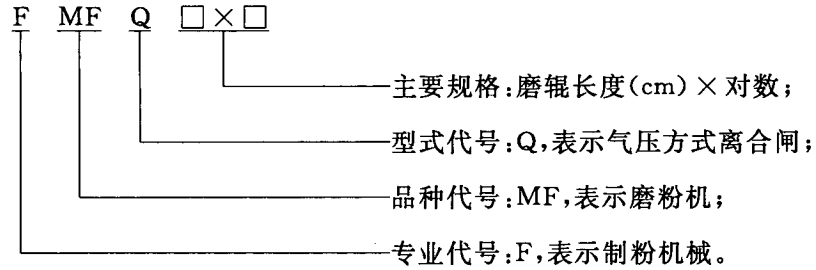 F MF Q □×□
主要规格:磨辊长度(cm)×对数;
型式代号:Q,表示气压方式离合闸;
品种代号:MF,表示磨粉机;
专业代号:F,表示制粉机械。